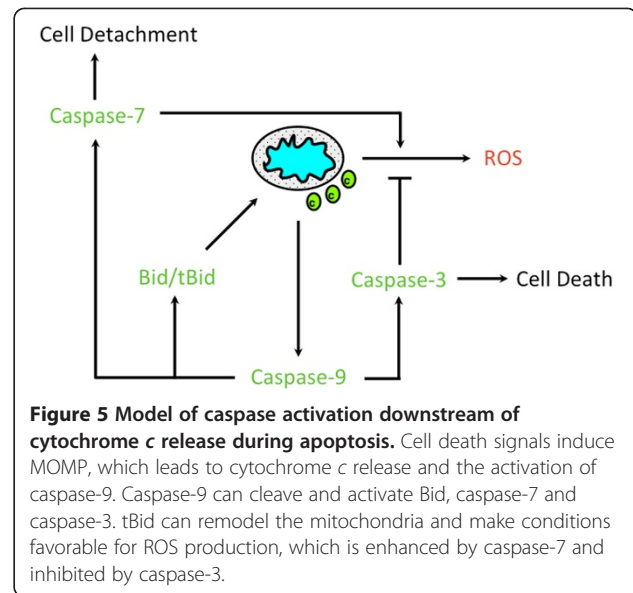 Cell Detachment
Caspase-7
ROS
c
c
c
Bid/tBid
Caspase-3
Cell Death
Caspase-9
Figure 5 Model of caspase activation downstream of
cytochrome c release during apoptosis. Cell death signals induce
MOMP, which leads to cytochrome c release and the activation of
caspase-9. Caspase-9 can cleave and activate Bid, caspase-7 and
caspase-3. tBid can remodel the mitochondria and make conditions
favorable for ROS production, which is enhanced by caspase-7 and
inhibited by caspase-3.